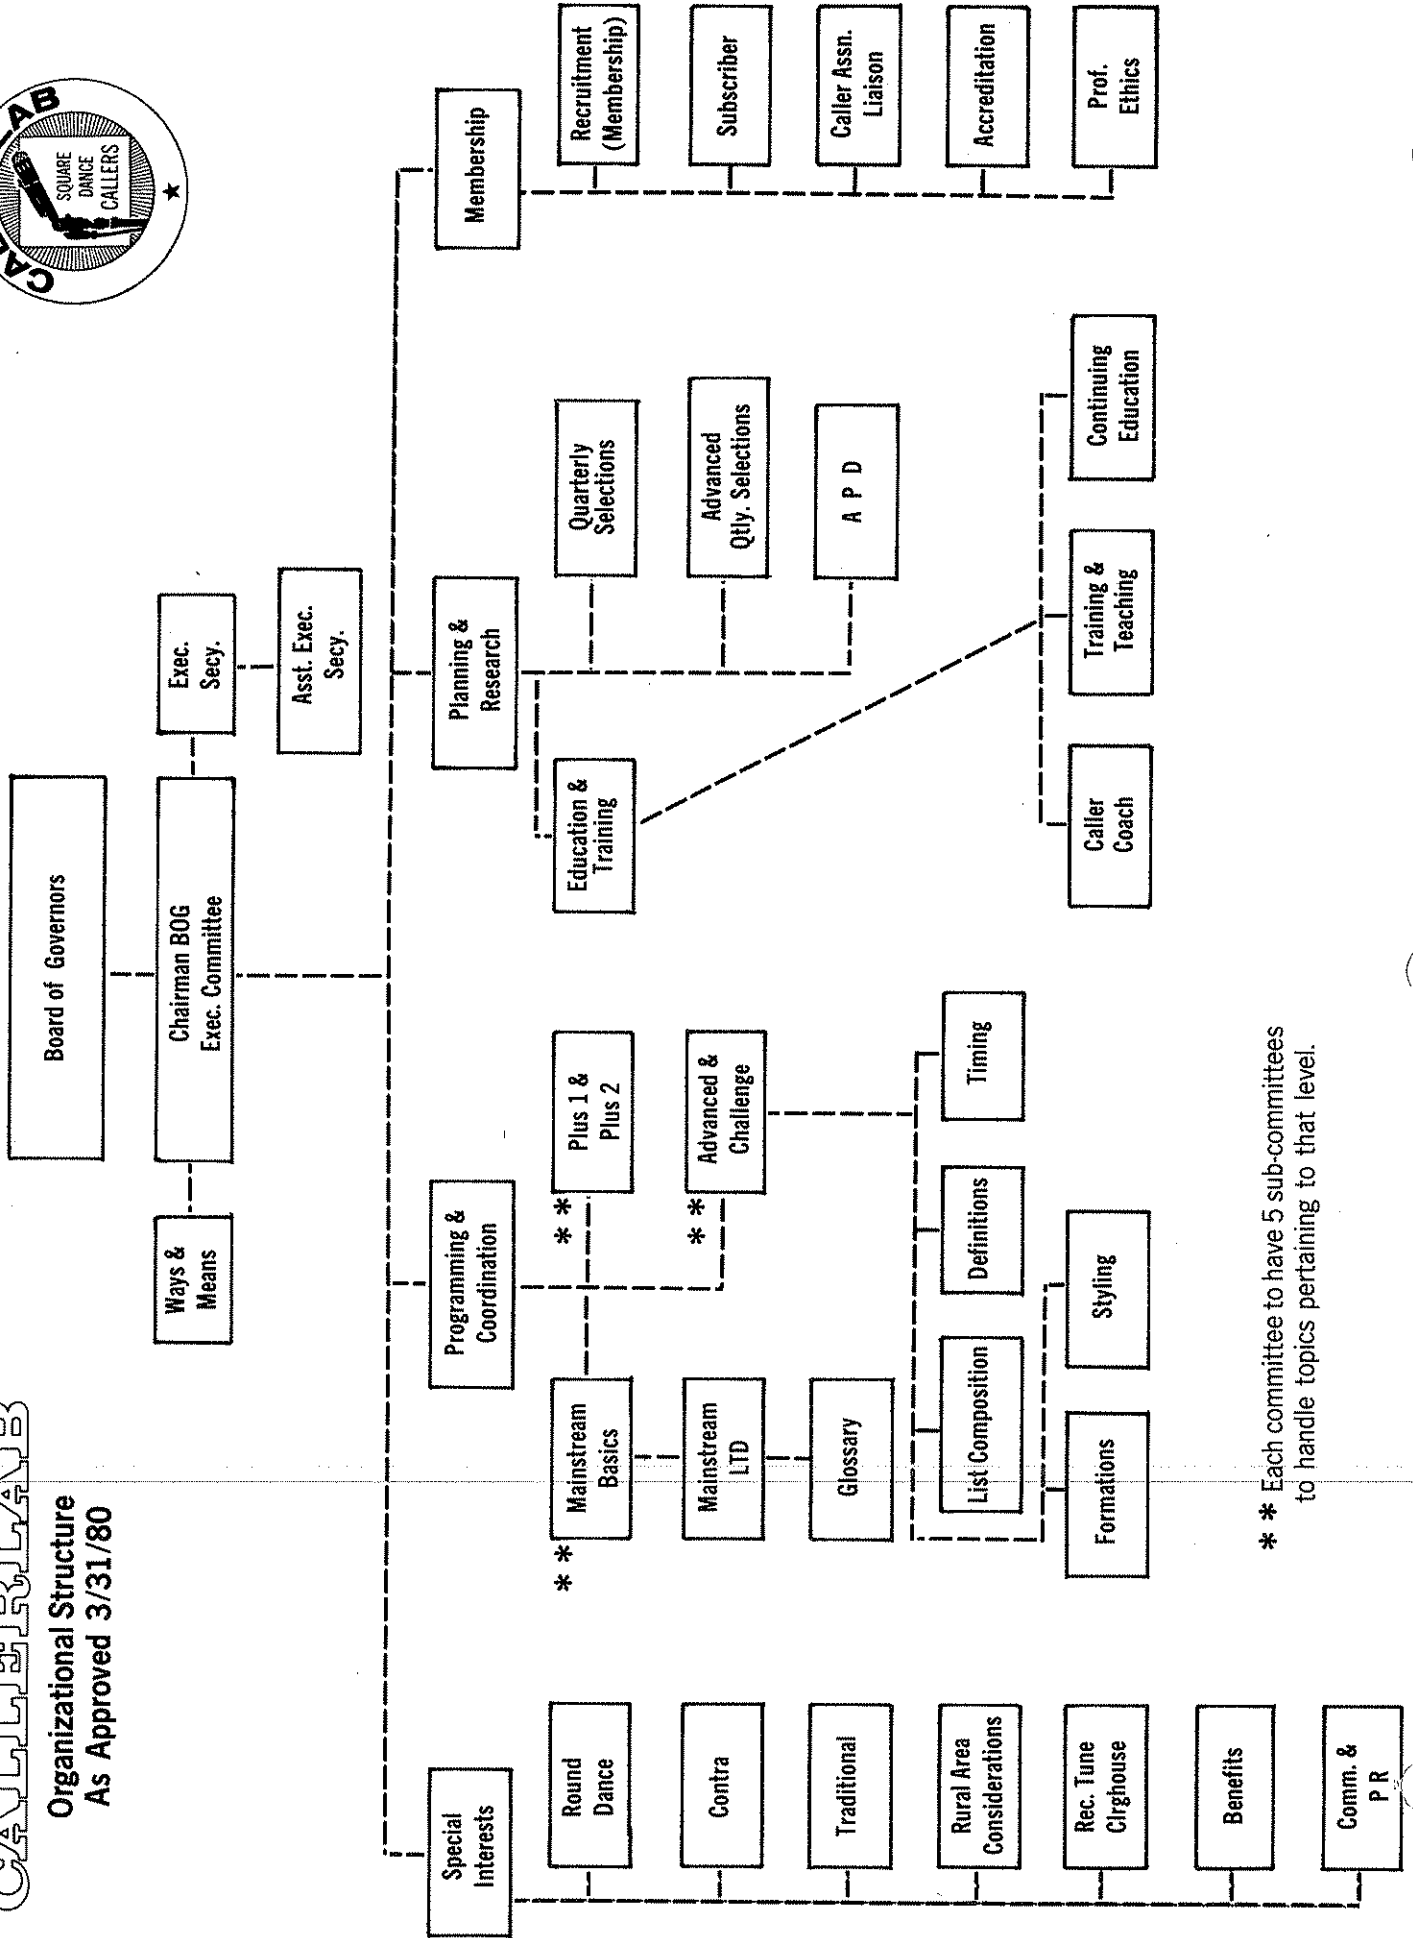 CALLERLAB
Organizational Structure
As Approved 3/31/80
SQUARE
DANCE
CALLERS
Board of Governors
Chairman BOG
Exec. Committee
Ways &
Means
Exec.
Secy.
Asst. Exec.
Secy.
Special
Interests
Programming &
Coordination
Planning &
Research
Membership
Round
Dance
Contra
Traditional
Rural Area
Considerations
Rec. Tune
Clrghouse
Benefits
Comm. &
P R
* *
Mainstream
Basics
Mainstream
LTD
Glossary
* *
Plus 1 &
Plus 2
* *
Advanced &
Challenge
List Composition
Definitions
Timing
Formations
Styling
Education &
Training
Quarterly
Selections
Advanced
Qtly. Selections
A P D
Caller
Coach
Training &
Teaching
Continuing
Education
Recruitment
(Membership)
Subscriber
Caller Assn.
Liaison
Accreditation
Prof.
Ethics
* * Each committee to have 5 sub-committees
to handle topics pertaining to that level.